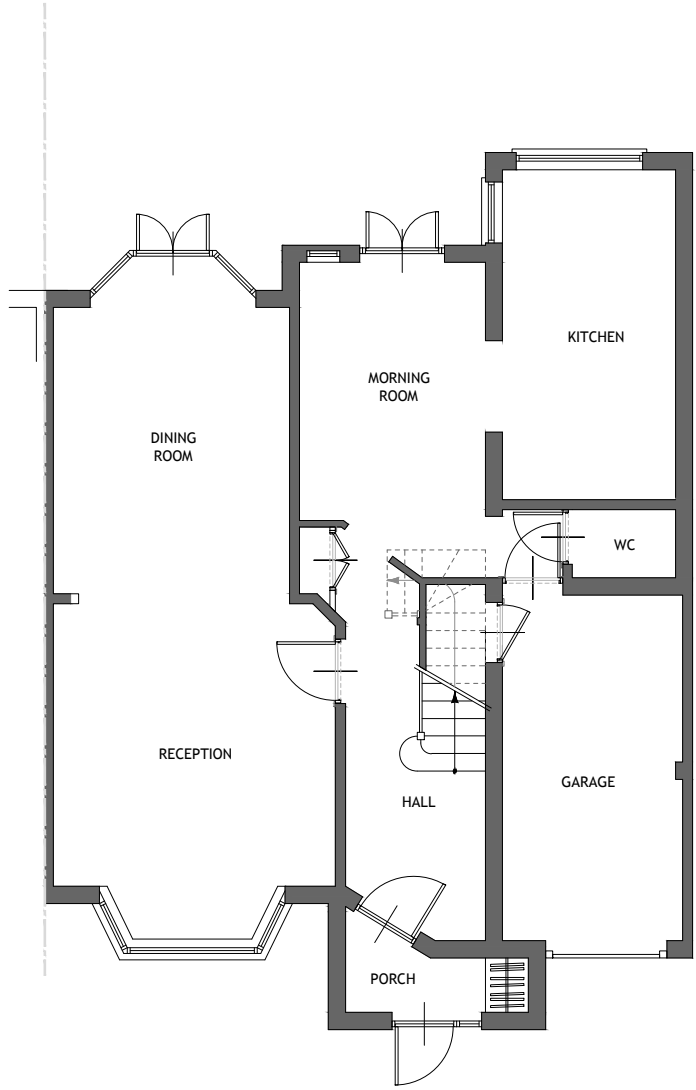 KITCHEN
MORNING
ROOM
DINING
ROOM
WC
RECEPTION
GARAGE
HALL
PORCH